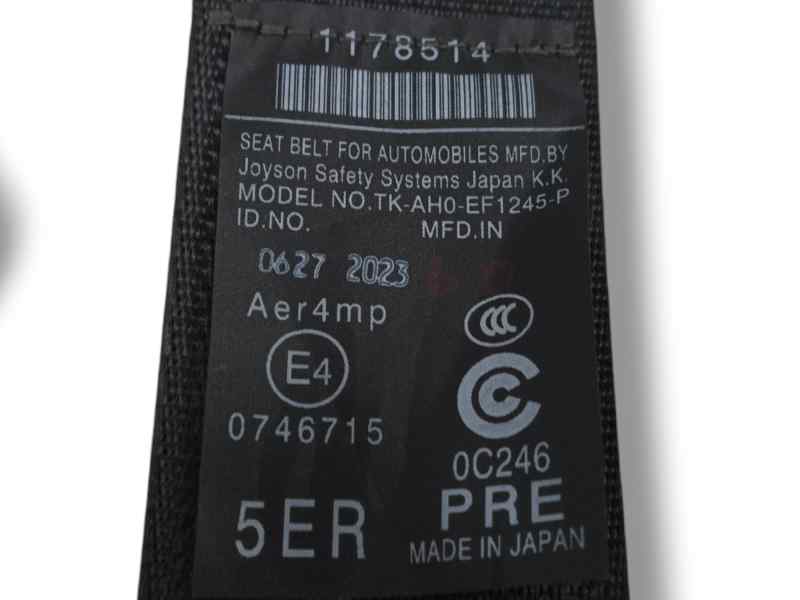 1178514
SEAT BELT FOR AUTOMOBILES MFD.BY
Joyson Safety Systems Japan K.K.
MODEL NO.TK-AH0-EF1245-P
ID.NO. MFD.IN
0627 2023
Aer4mp
CCC
E4
0746715
0C246
5ER
PRE
MADE IN JAPAN